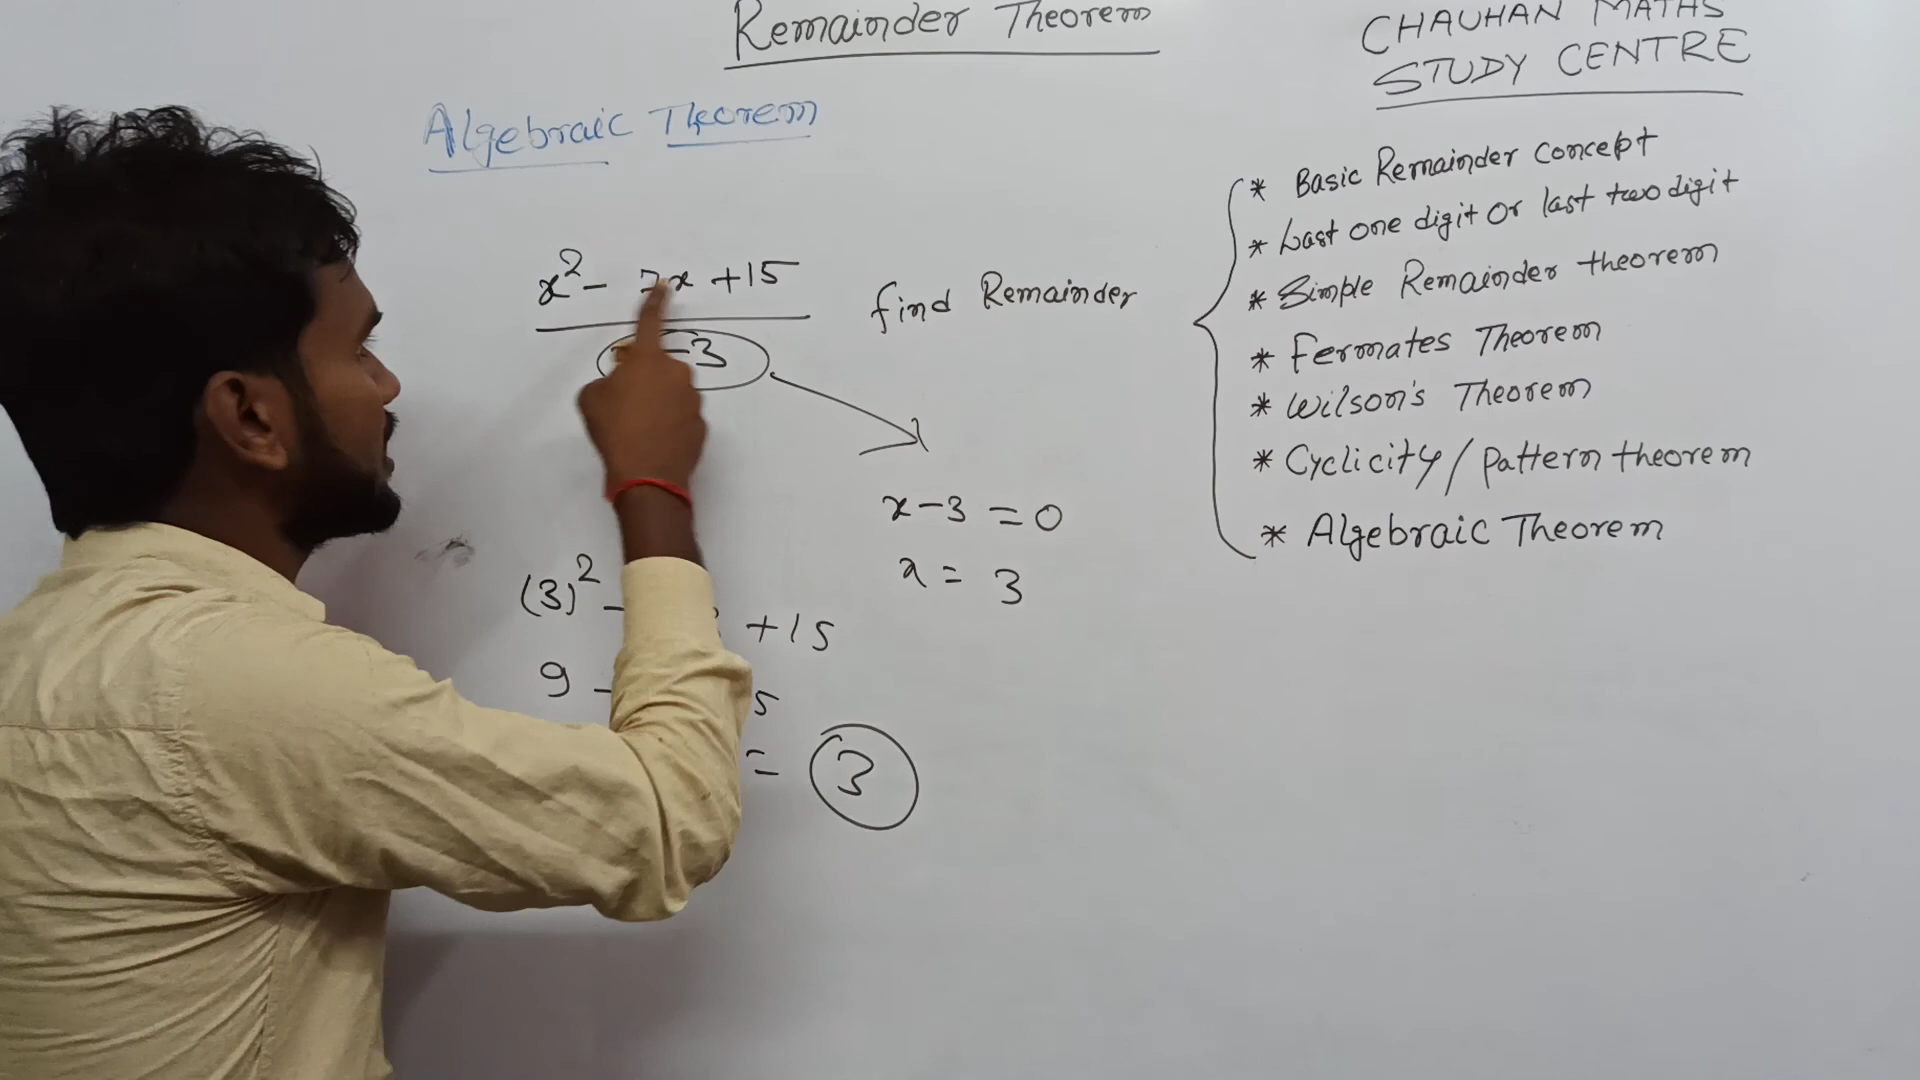 Remainder Theorem
CHAUHAN MATHS
STUDY CENTRE
Algebraic Theorem
x² - 7x +15
-3
find Remainder
x - 3 = 0
x = 3
(3)² - +15
9 - 5
= 3
* Basic Remainder concept
* Last one digit or last two digit
* Simple Remainder theorem
* Fermates Theorem
* Wilson's Theorem
* Cyclicity / pattern theorem
* Algebraic Theorem